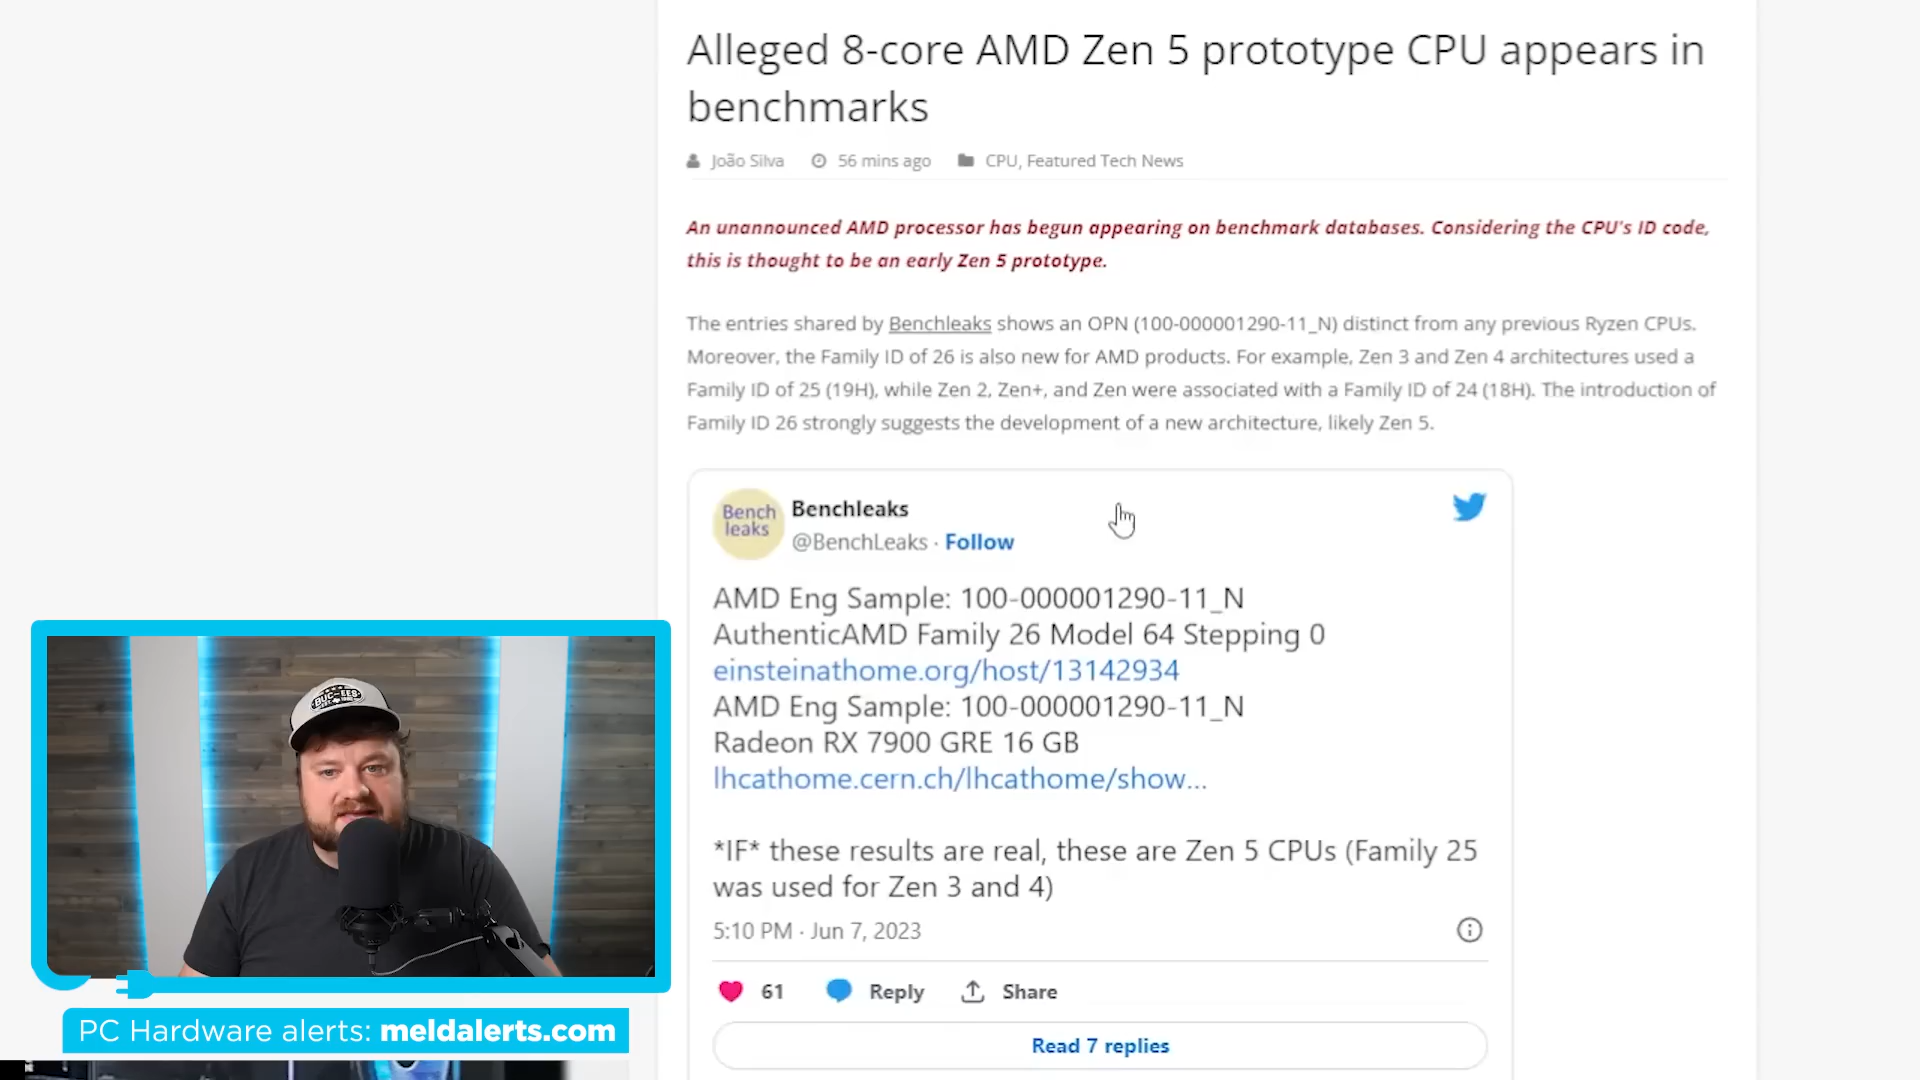 Alleged 8-core AMD Zen 5 prototype CPU appears in
benchmarks
João Silva 56 mins ago CPU, Featured Tech News
An unannounced AMD processor has begun appearing on benchmark databases. Considering the CPU's ID code,
this is thought to be an early Zen 5 prototype.
The entries shared by Benchleaks shows an OPN (100-000001290-11_N) distinct from any previous Ryzen CPUs.
Moreover, the Family ID of 26 is also new for AMD products. For example, Zen 3 and Zen 4 architectures used a
Family ID of 25 (19H), while Zen 2, Zen+, and Zen were associated with a Family ID of 24 (18H). The introduction of
Family ID 26 strongly suggests the development of a new architecture, likely Zen 5.
Bench
leaks
Benchleaks
@BenchLeaks · Follow
AMD Eng Sample: 100-000001290-11_N
AuthenticAMD Family 26 Model 64 Stepping 0
einsteinathome.org/host/13142934
AMD Eng Sample: 100-000001290-11_N
Radeon RX 7900 GRE 16 GB
lhcathome.cern.ch/lhcathome/show...
*IF* these results are real, these are Zen 5 CPUs (Family 25
was used for Zen 3 and 4)
5:10 PM · Jun 7, 2023
61 Reply Share
Read 7 replies
BUC-EES
PC Hardware alerts: meldalerts.com